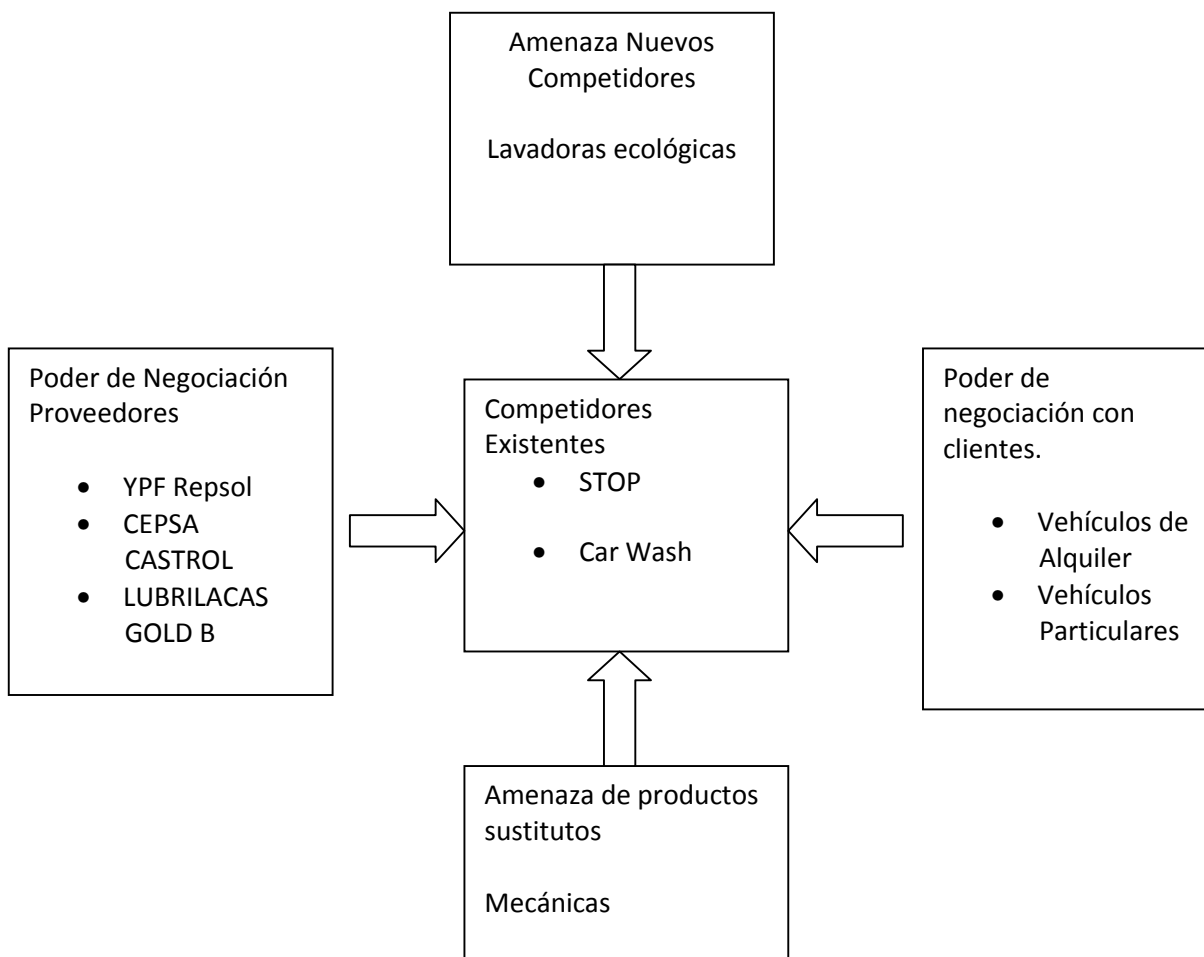 Amenaza Nuevos
Competidores
Lavadoras ecológicas
Poder de Negociación
Proveedores
• YPF Repsol
• CEPSA
CASTROL
• LUBRILACAS
GOLD B
Competidores
Existentes
• STOP
• Car Wash
Poder de
negociación con
clientes.
• Vehículos de
Alquiler
• Vehículos
Particulares
Amenaza de productos
sustitutos
Mecánicas